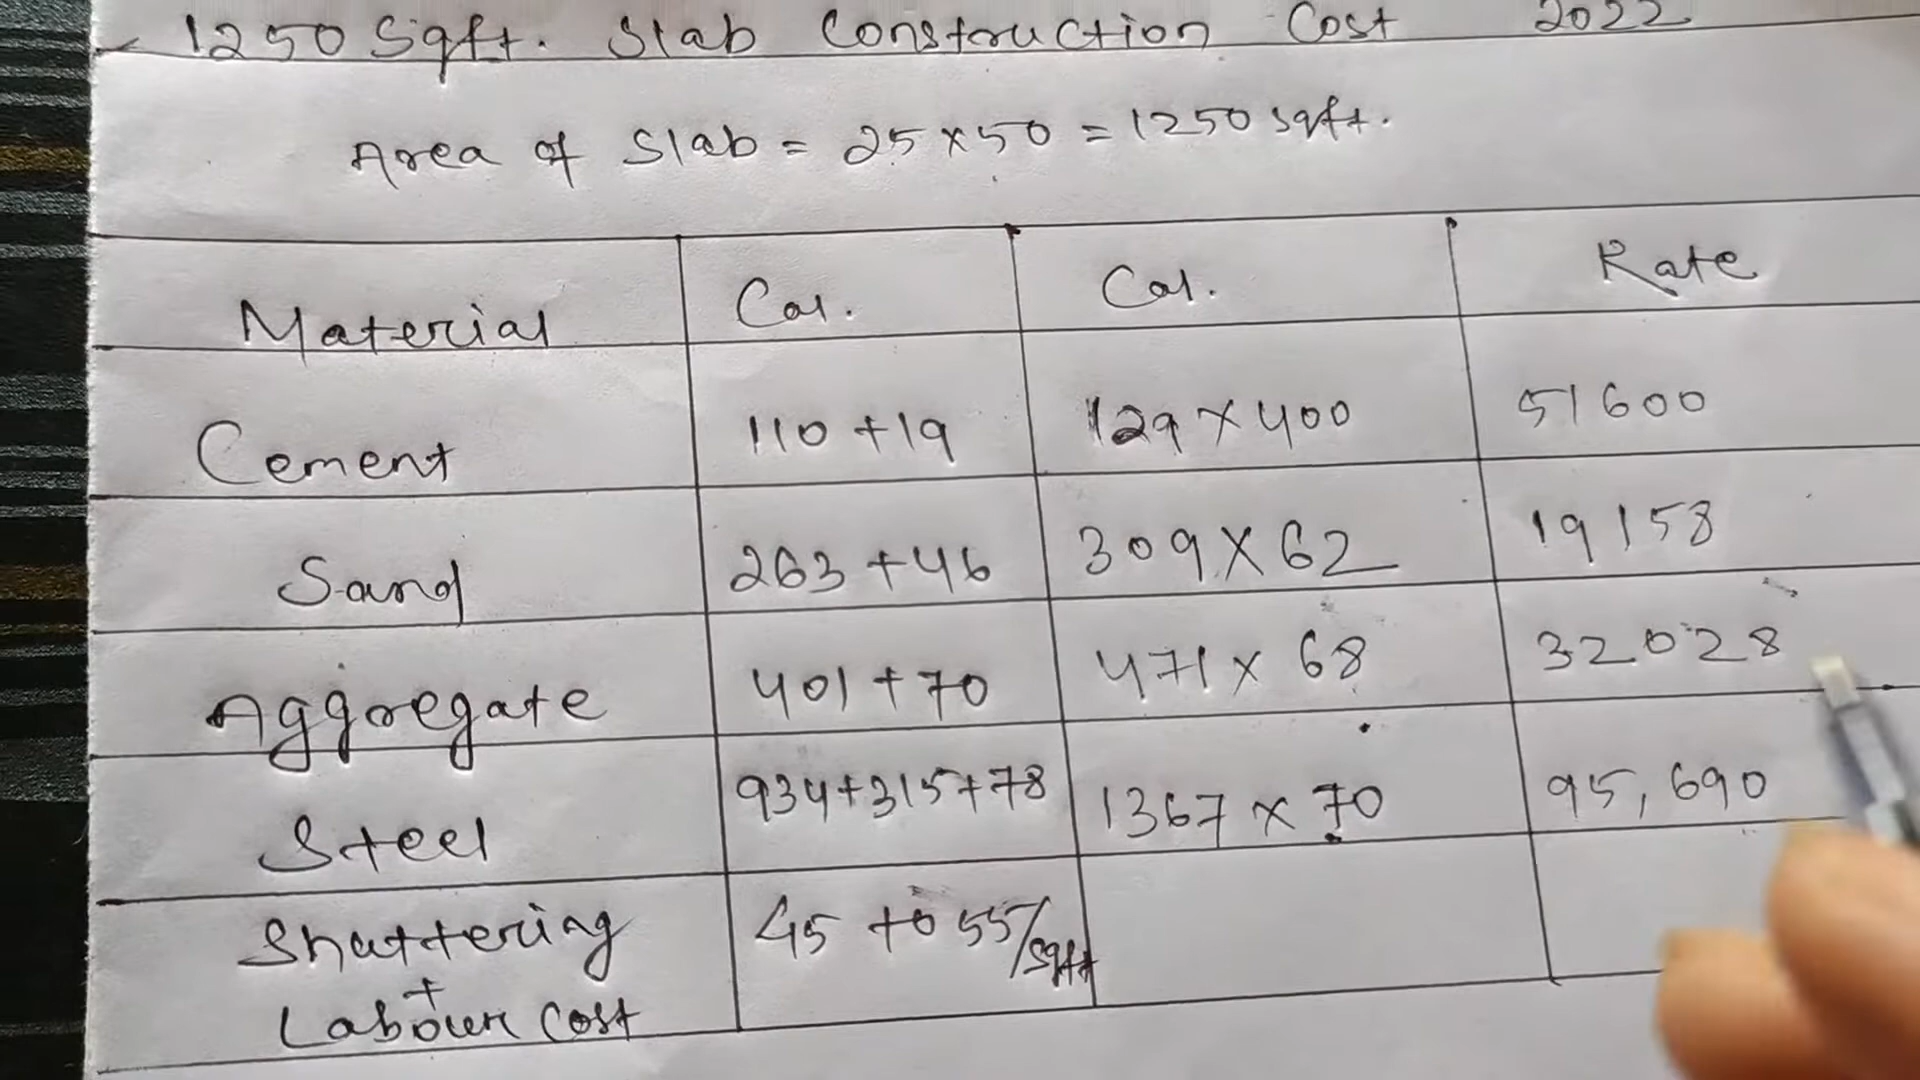 1250 Sqft. Slab Construction Cost 2022
Area of Slab = 25 x 50 = 1250 sqft.
Material Cal. Cal. Rate
Cement 110 + 19 129 x 400 51600
Sand 263 + 46 309 x 62 19158
Aggregate 401 + 70 471 x 68 32028
Steel 934+315+78 1367 x 70 95,690
Shuttering 45 to 55/sqft
+
Labour cost